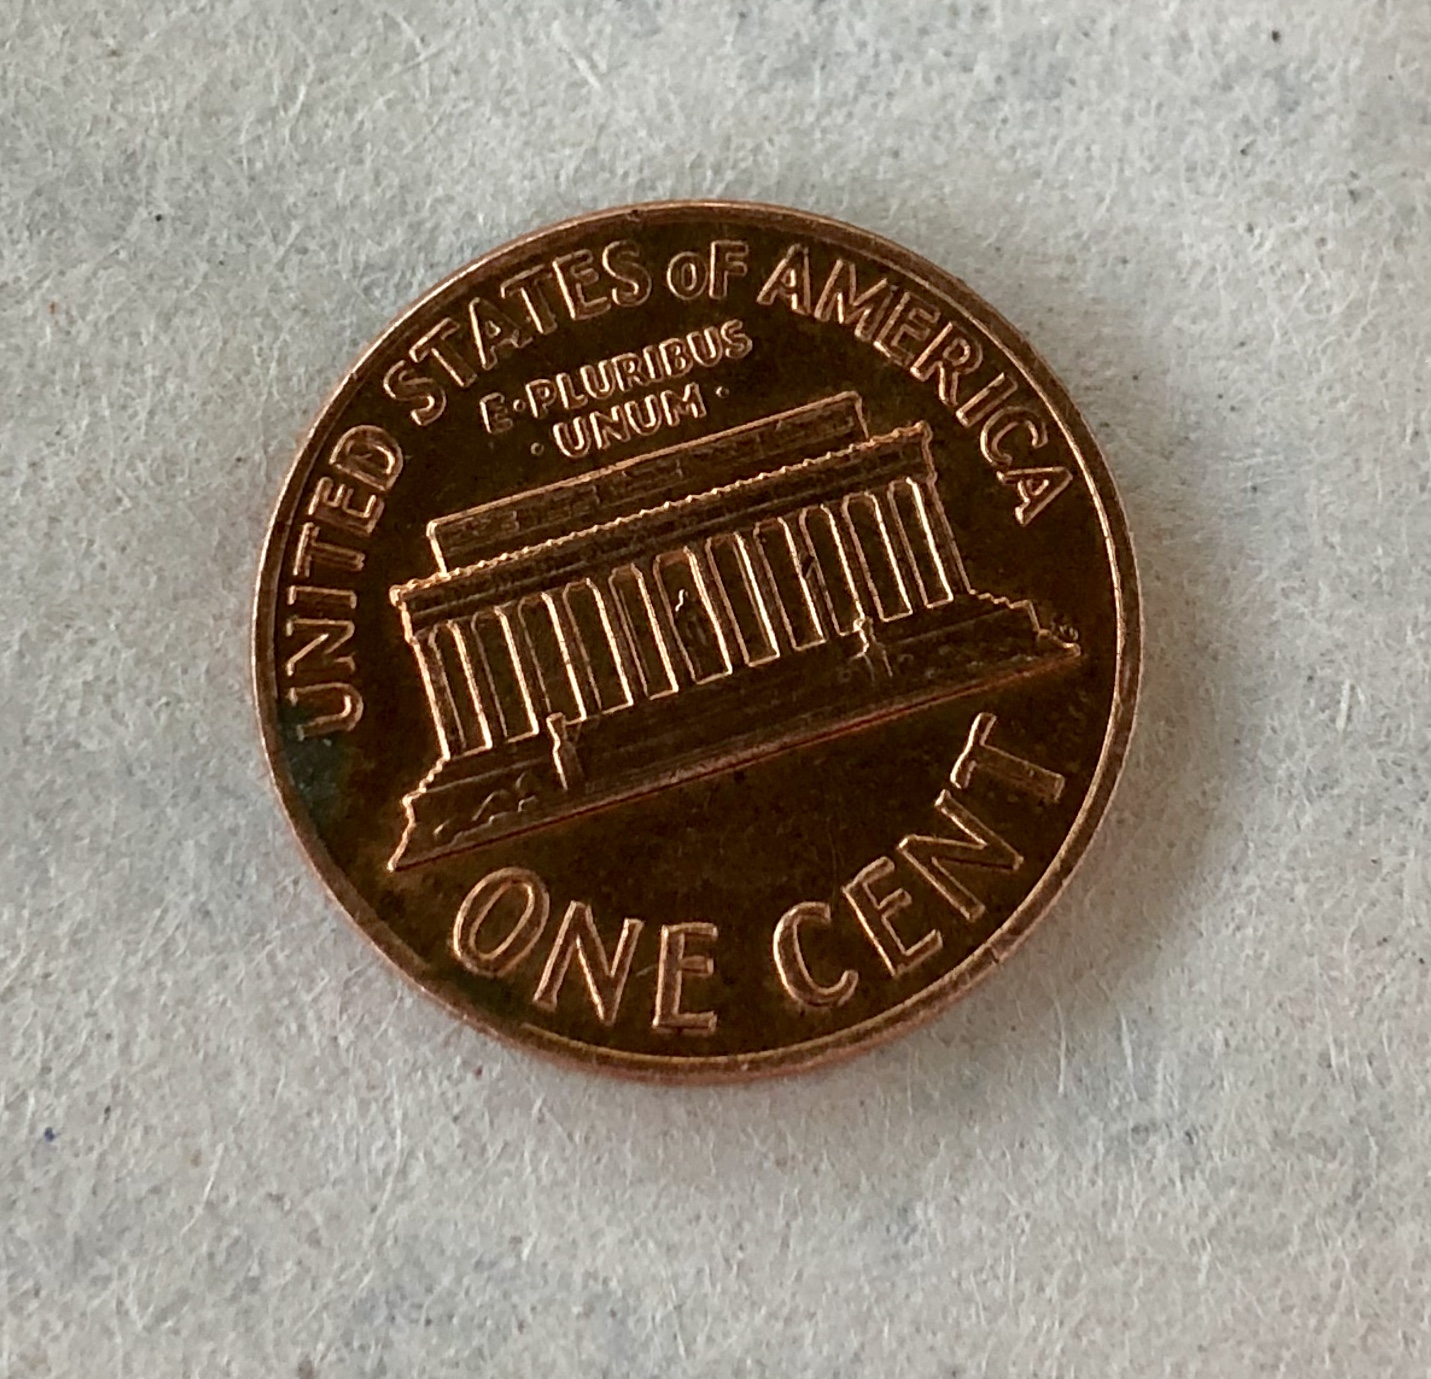 UNITED STATES OF AMERICA
E·PLURIBUS
·UNUM·
ONE CENT